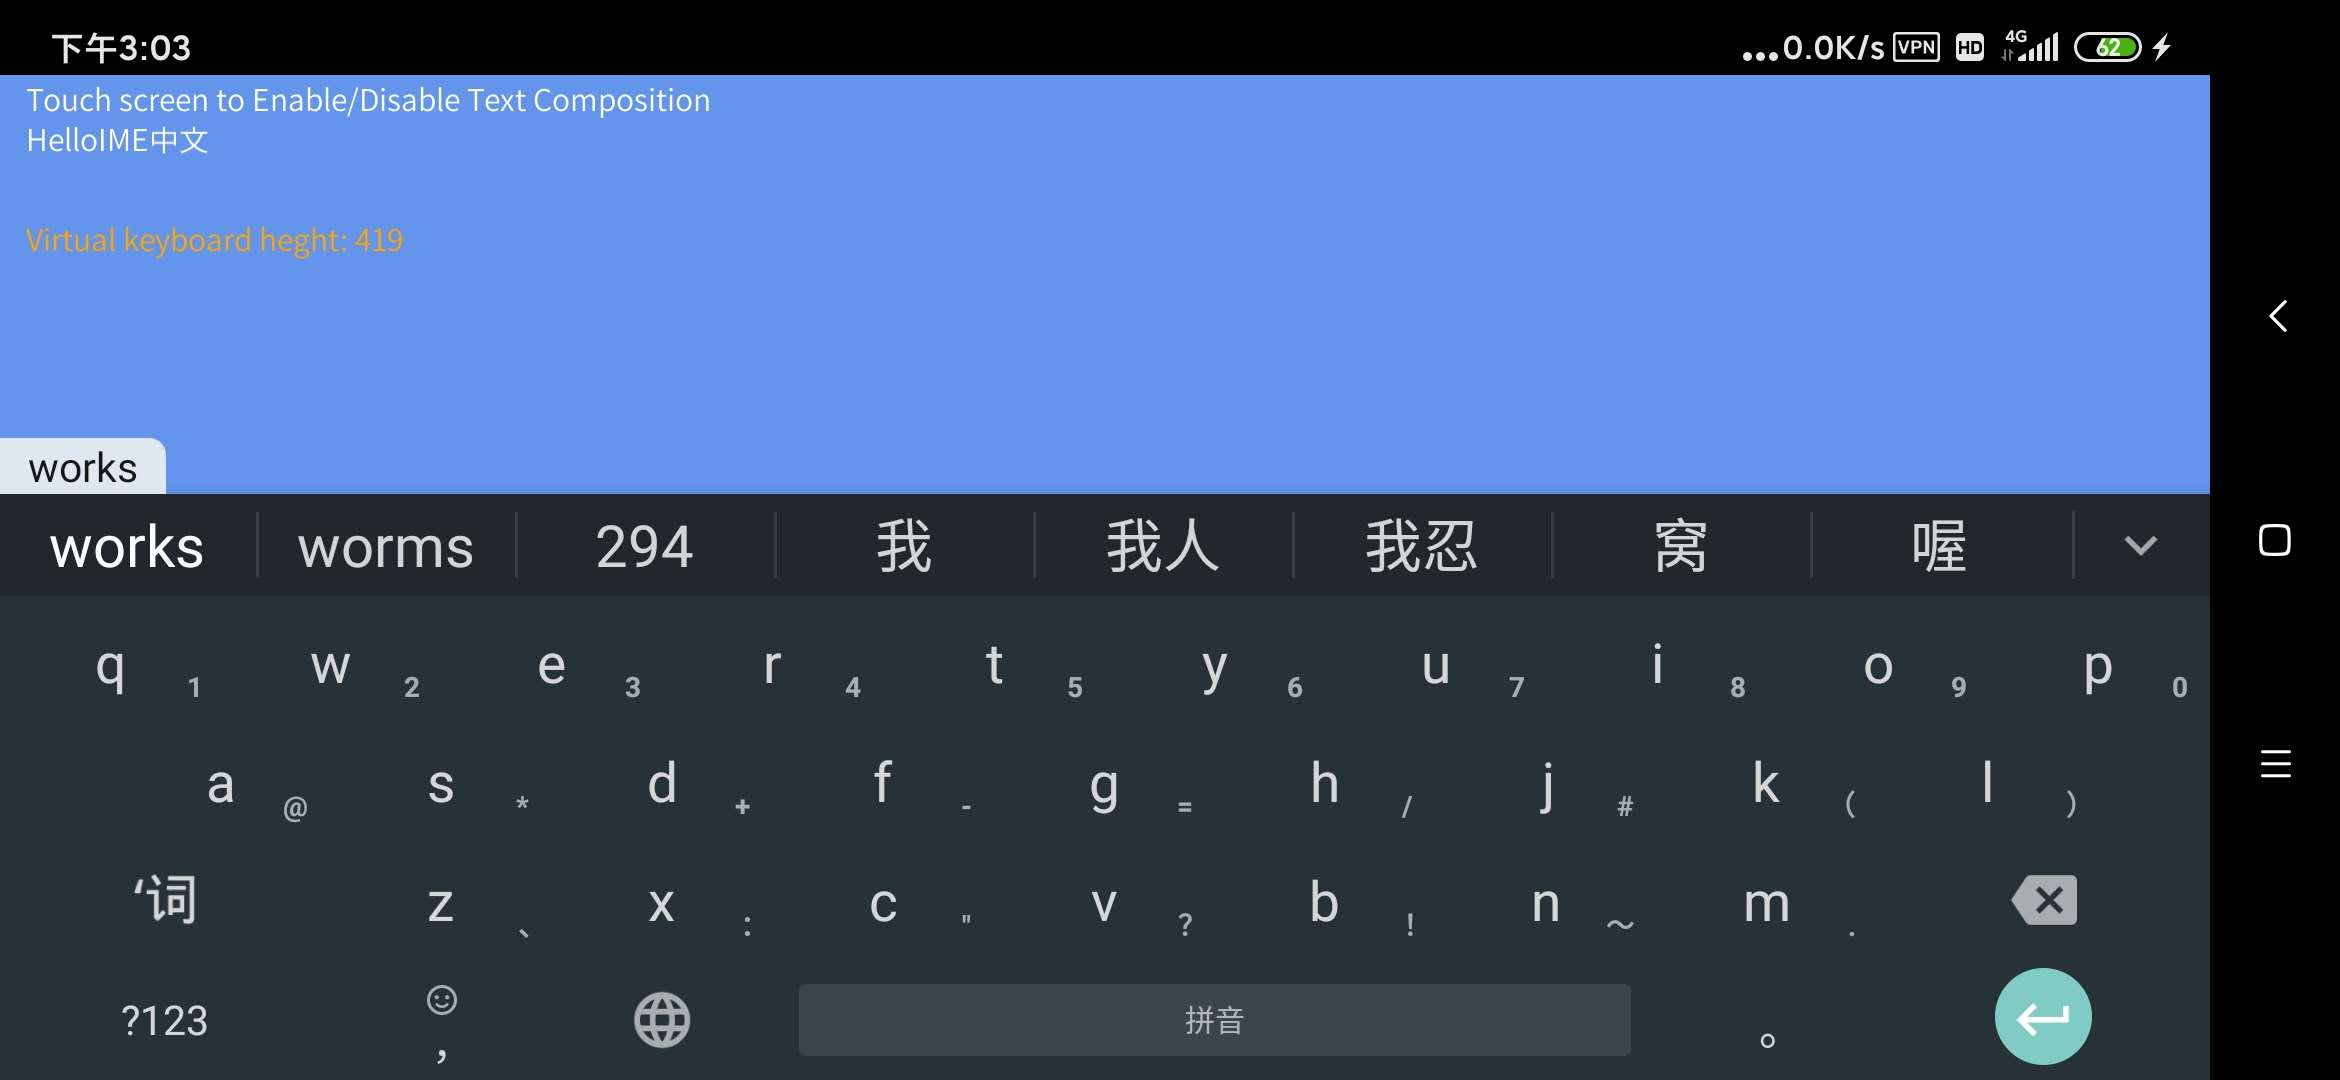 下午3:03
...0.0K/s VPN HD 4G 62
Touch screen to Enable/Disable Text Composition
HelloIME中文
Virtual keyboard heght: 419
works
works worms 294 我 我人 我忍 窝 喔
q 1 w 2 e 3 r 4 t 5 y 6 u 7 i 8 o 9 p 0
a @ s * d + f - g = h / j # k ( l )
‘词 z 、 x : c " v ? b ! n ～ m .
?123 , 拼音 。